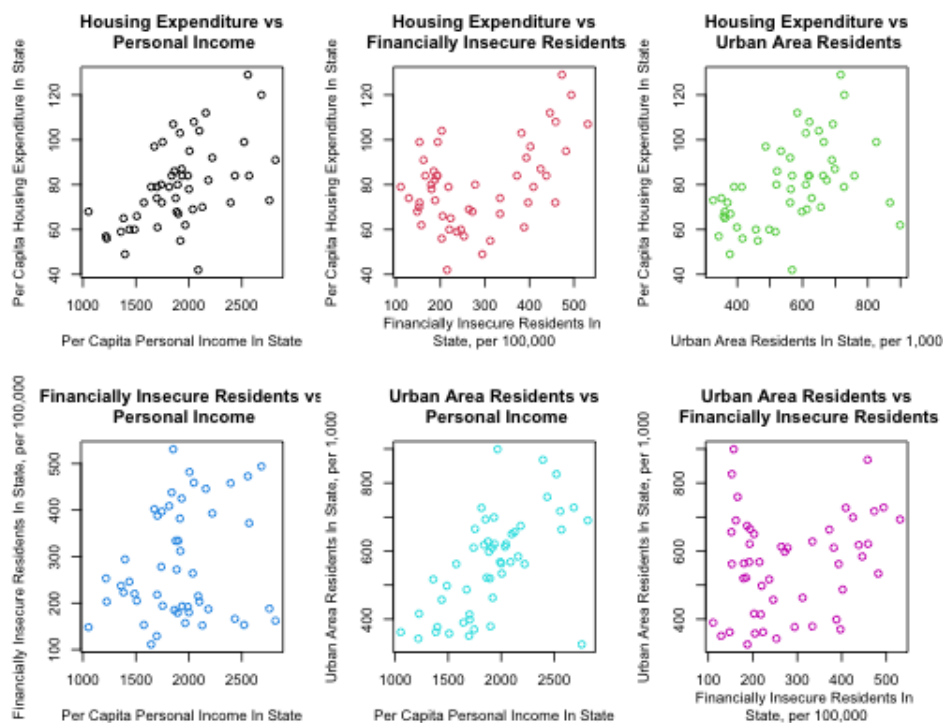 Housing Expenditure vs
Personal Income
Per Capita Housing Expenditure In State
120
100
80
60
40
1000
1500
2000
2500
Per Capita Personal Income In State
Housing Expenditure vs
Financially Insecure Residents
Per Capita Housing Expenditure In State
120
100
80
60
40
100
200
300
400
500
Financially Insecure Residents In
State, per 100,000
Housing Expenditure vs
Urban Area Residents
Per Capita Housing Expenditure In State
120
100
80
60
40
400
600
800
Urban Area Residents In State, per 1,000
Financially Insecure Residents vs
Personal Income
Financially Insecure Residents In State, per 100,000
500
400
300
200
100
1000
1500
2000
2500
Per Capita Personal Income In State
Urban Area Residents vs
Personal Income
Urban Area Residents In State, per 1,000
800
600
400
1000
1500
2000
2500
Per Capita Personal Income In State
Urban Area Residents vs
Financially Insecure Residents
Urban Area Residents In State, per 1,000
800
600
400
100
200
300
400
500
Financially Insecure Residents In
State, per 100,000